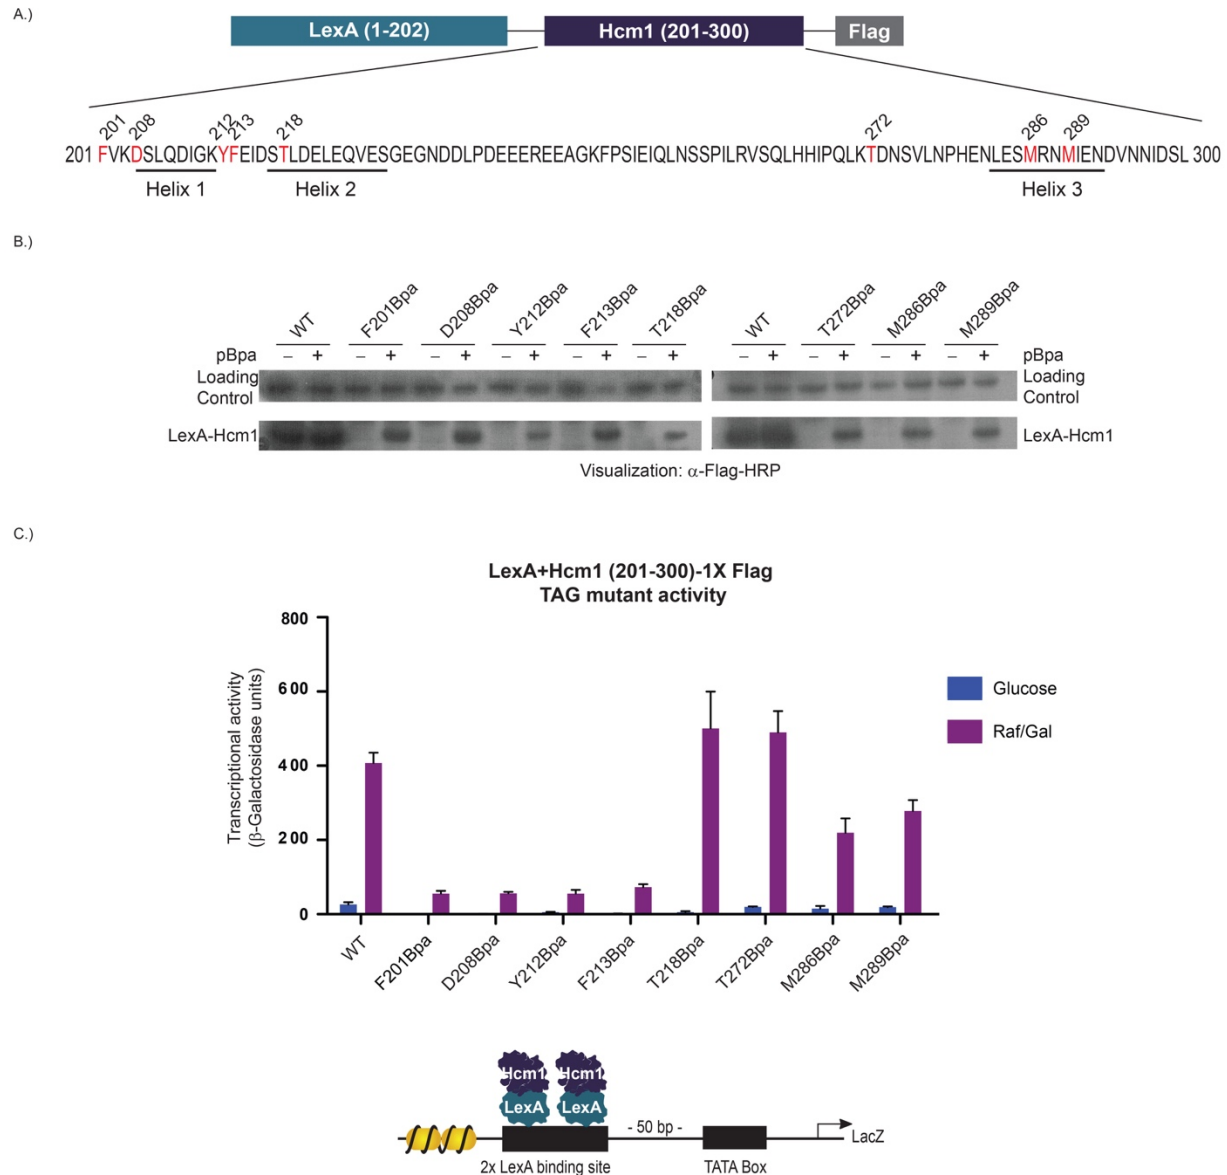 A.)
LexA (1-202) Hcm1 (201-300) Flag
201 208 212 213 218 272 286 289
201 FVKDSLQDIGKYFEIDSTLDELEQVESGEGNDDLPDEEEREEAGKFPSIEIQLNSSPILRVSQLHHIPQLKTDNSVLNPHENLESMRNMIENDVNNIDSL 300
Helix 1 Helix 2 Helix 3
B.)
WT F201Bpa D208Bpa Y212Bpa F213Bpa T218Bpa WT T272Bpa M286Bpa M289Bpa
pBpa – + – + – + – + – + – + – + – + – + – + pBpa
Loading Control Loading Control
LexA-Hcm1 LexA-Hcm1
Visualization: α-Flag-HRP
C.)
LexA+Hcm1 (201-300)-1X Flag
TAG mutant activity
Transcriptional activity
(β-Galactosidase units)
800
600
400
200
0
Glucose
Raf/Gal
WT F201Bpa D208Bpa Y212Bpa F213Bpa T218Bpa T272Bpa M286Bpa M289Bpa
Hcm1 Hcm1
LexA LexA
- 50 bp -
LacZ
2x LexA binding site TATA Box